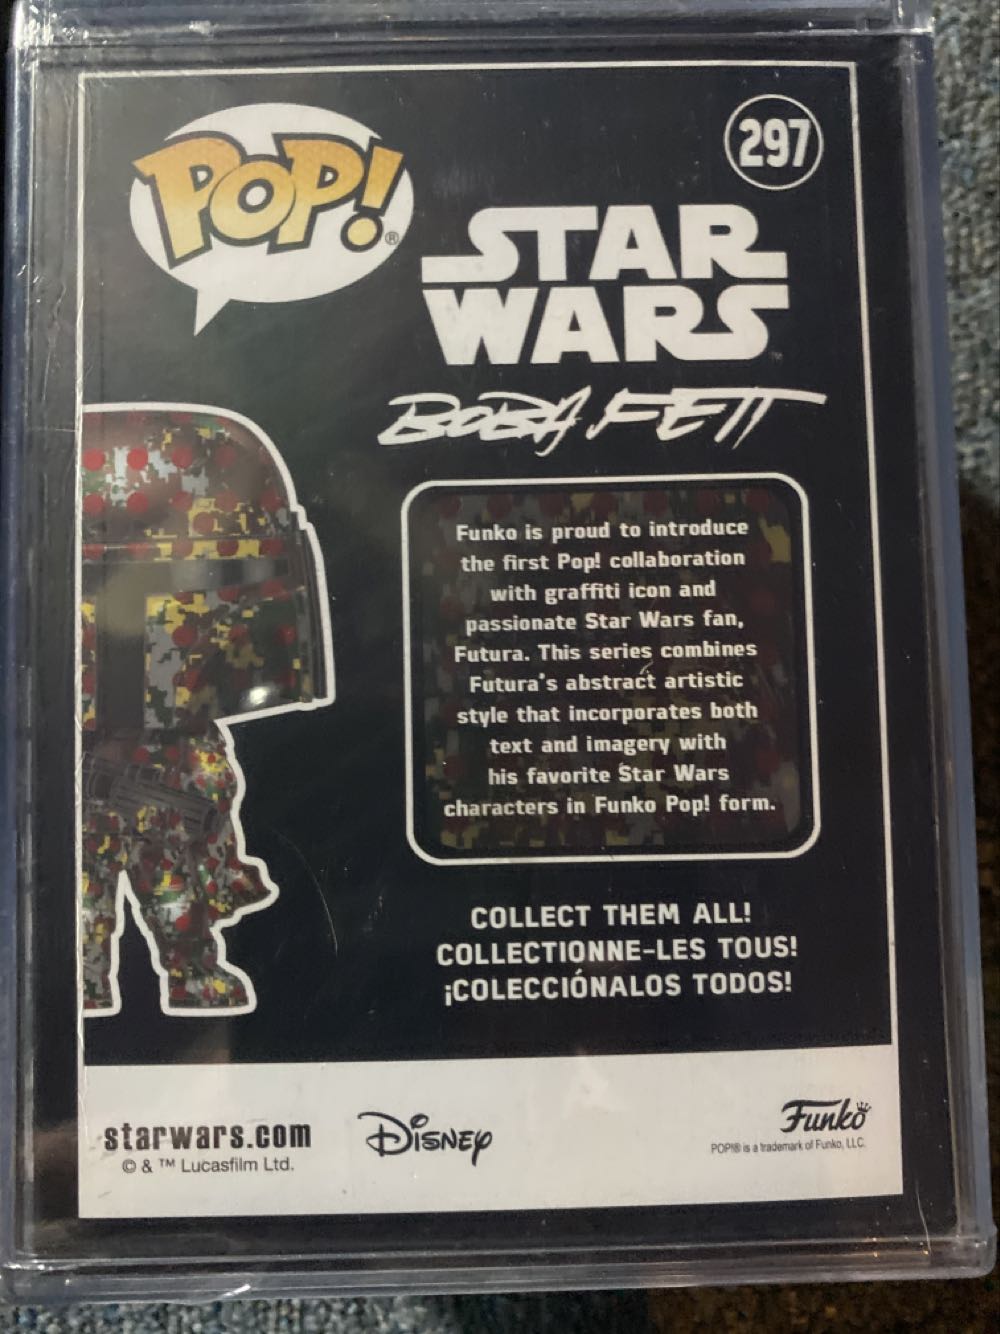 POP!®
297
STAR
WARS™
BOBA FETT
Funko is proud to introduce
the first Pop! collaboration
with graffiti icon and
passionate Star Wars fan,
Futura. This series combines
Futura's abstract artistic
style that incorporates both
text and imagery with
his favorite Star Wars
characters in Funko Pop! form.
COLLECT THEM ALL!
COLLECTIONNE-LES TOUS!
¡COLECCIÓNALOS TODOS!
starwars.com
© & ™ Lucasfilm Ltd.
Disney
Funko
POP!® is a trademark of Funko, LLC.